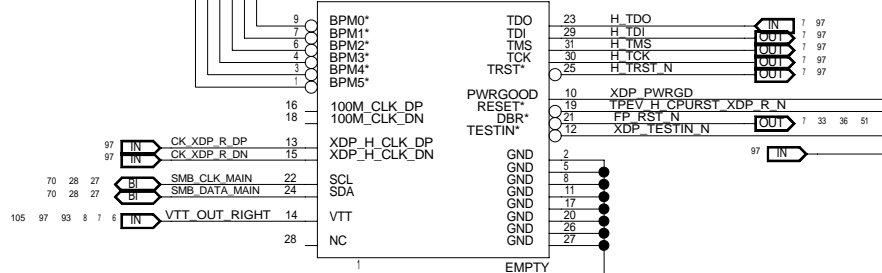 9 BPM0* TDO 23 H_TDO IN 7 97
7 BPM1* TDI 29 H_TDI OUT 7 97
6 BPM2* TMS 31 H_TMS OUT 7 97
4 BPM3* TCK 30 H_TCK OUT 7 97
3 BPM4* TRST* 25 H_TRST_N OUT 7 97
1 BPM5*
PWRGOOD 10 XDP_PWRGD
16 100M_CLK_DP RESET* 19 TPEV_H_CPURST_XDP_R_N
18 100M_CLK_DN DBR* 21 FP_RST_N OUT 7 33 36 51
TESTIN* 12 XDP_TESTIN_N
97 IN CK_XDP_R_DP 13 XDP_H_CLK_DP
97 IN CK_XDP_R_DN 15 XDP_H_CLK_DN GND 2 97 IN
GND 5
70 28 27 BI SMB_CLK_MAIN 22 SCL GND 8
70 28 27 BI SMB_DATA_MAIN 24 SDA GND 11
GND 17
105 97 93 8 7 6 IN VTT_OUT_RIGHT 14 VTT GND 20
GND 26
28 NC GND 27
1 EMPTY